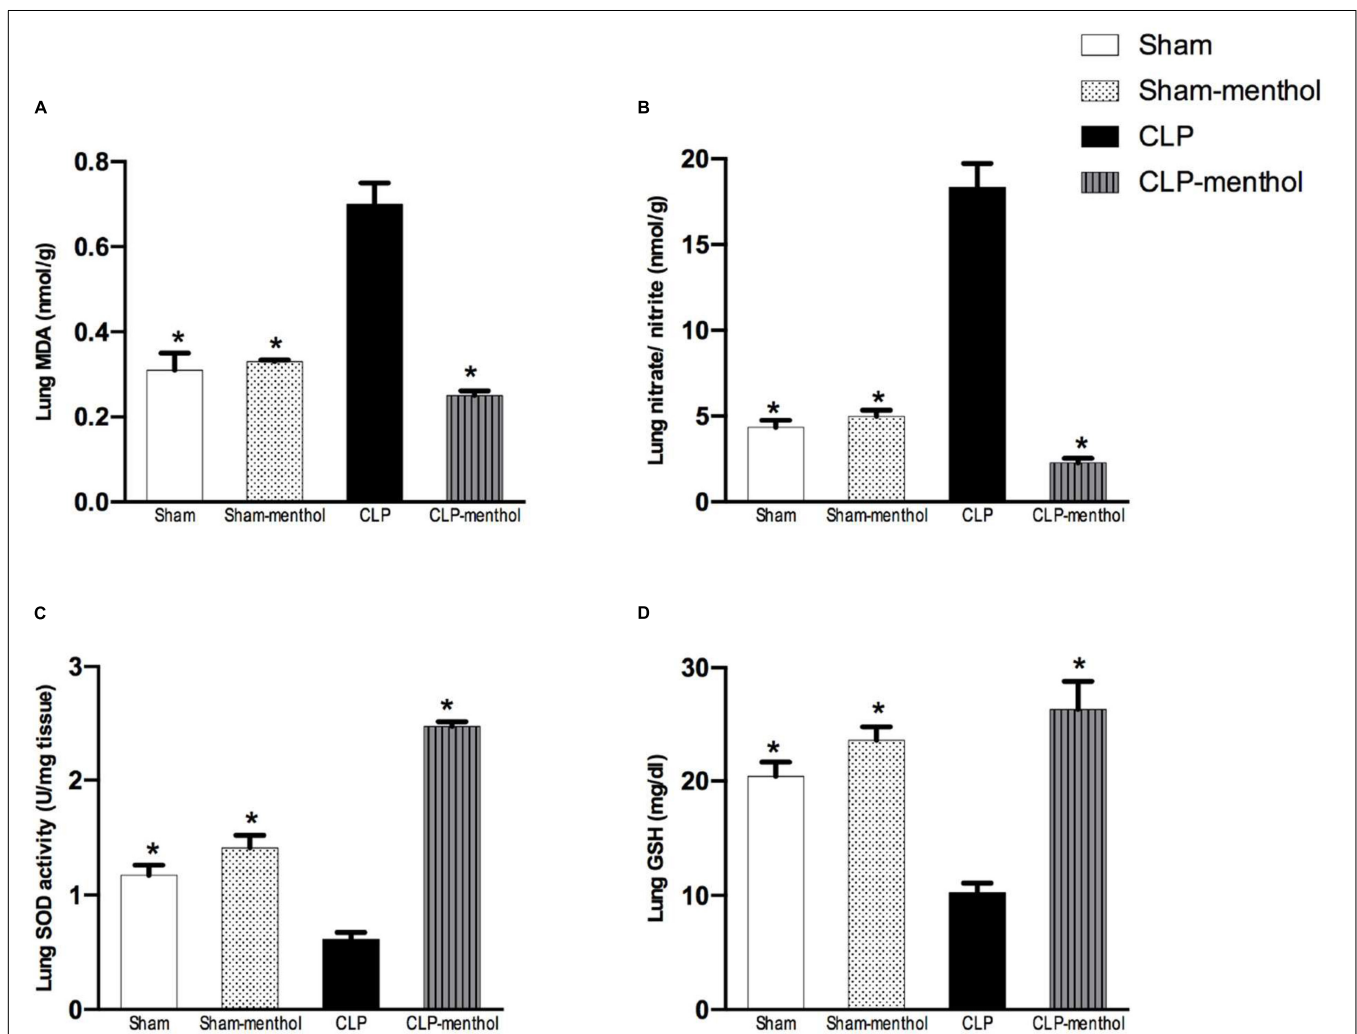 Sham
Sham-menthol
CLP
CLP-menthol
A
Lung MDA (nmol/g)
0.8
0.6
0.4
0.2
0.0
*
*
*
Sham Sham-menthol CLP CLP-menthol
B
Lung nitrate/ nitrite (nmol/g)
20
15
10
5
0
*
*
*
Sham Sham-menthol CLP CLP-menthol
C
Lung SOD activity (U/mg tissue)
3
2
1
0
*
*
*
Sham Sham-menthol CLP CLP-menthol
D
Lung GSH (mg/dl)
30
20
10
0
*
*
*
Sham Sham-menthol CLP CLP-menthol